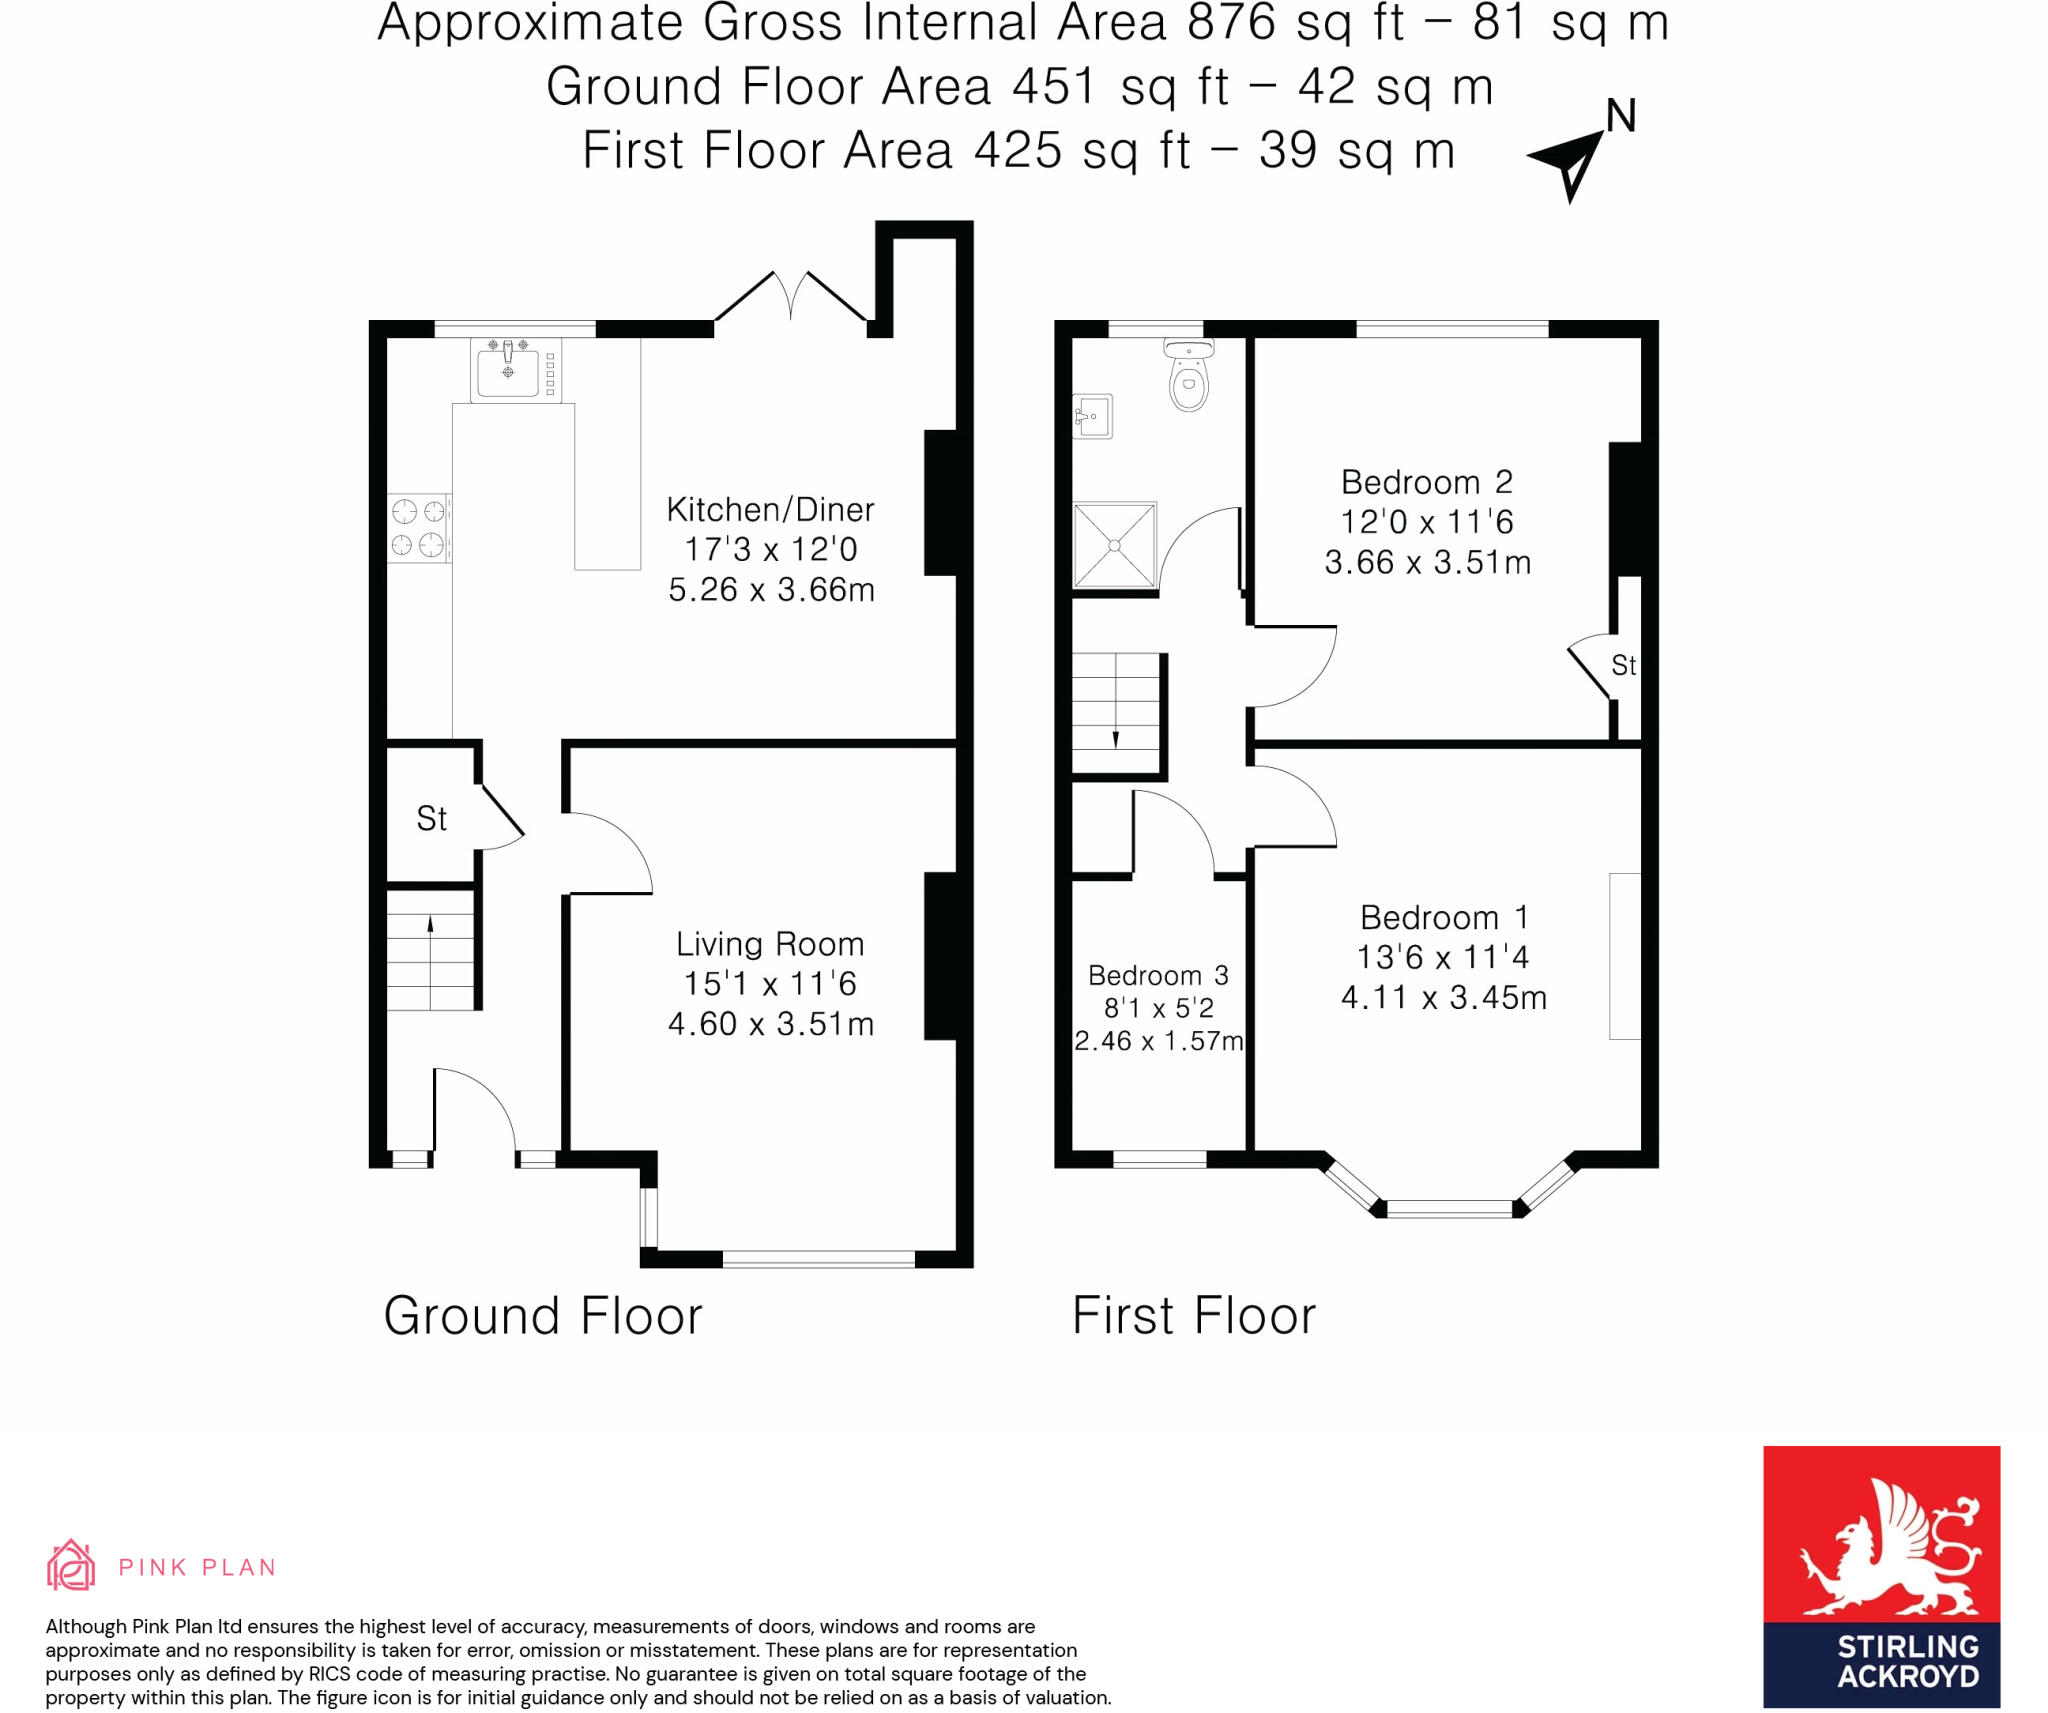 Approximate Gross Internal Area 876 sq ft – 81 sq m
Ground Floor Area 451 sq ft – 42 sq m
First Floor Area 425 sq ft – 39 sq m
N
Kitchen/Diner
17'3 x 12'0
5.26 x 3.66m
St
Living Room
15'1 x 11'6
4.60 x 3.51m
Ground Floor
Bedroom 2
12'0 x 11'6
3.66 x 3.51m
St
Bedroom 1
13'6 x 11'4
4.11 x 3.45m
Bedroom 3
8'1 x 5'2
2.46 x 1.57m
First Floor
PINK PLAN
Although Pink Plan ltd ensures the highest level of accuracy, measurements of doors, windows and rooms are
approximate and no responsibility is taken for error, omission or misstatement. These plans are for representation
purposes only as defined by RICS code of measuring practise. No guarantee is given on total square footage of the
property within this plan. The figure icon is for initial guidance only and should not be relied on as a basis of valuation.
STIRLING
ACKROYD